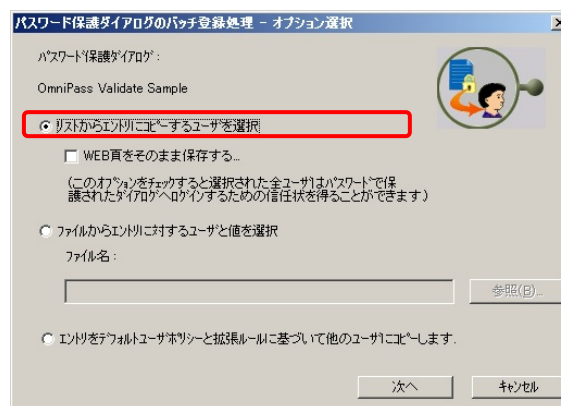 パスワード保護ダイアログのバッチ登録処理 - オプション選択
パスワード保護ダイアログ:
OmniPass Validate Sample
リストからエントリにコピーするユーザを選択
WEB頁をそのまま保存する...
(このオプションをチェックすると選択された全ユーザはパスワードで保
護されたダイアログへログインするための信任状を得ることができます)
ファイルからエントリに対するユーザと値を選択
ファイル名:
参照(B)...
エントリをデフォルトユーザポリシーと拡張ルールに基づいて他のユーザにコピーします.
次へ
キャンセル